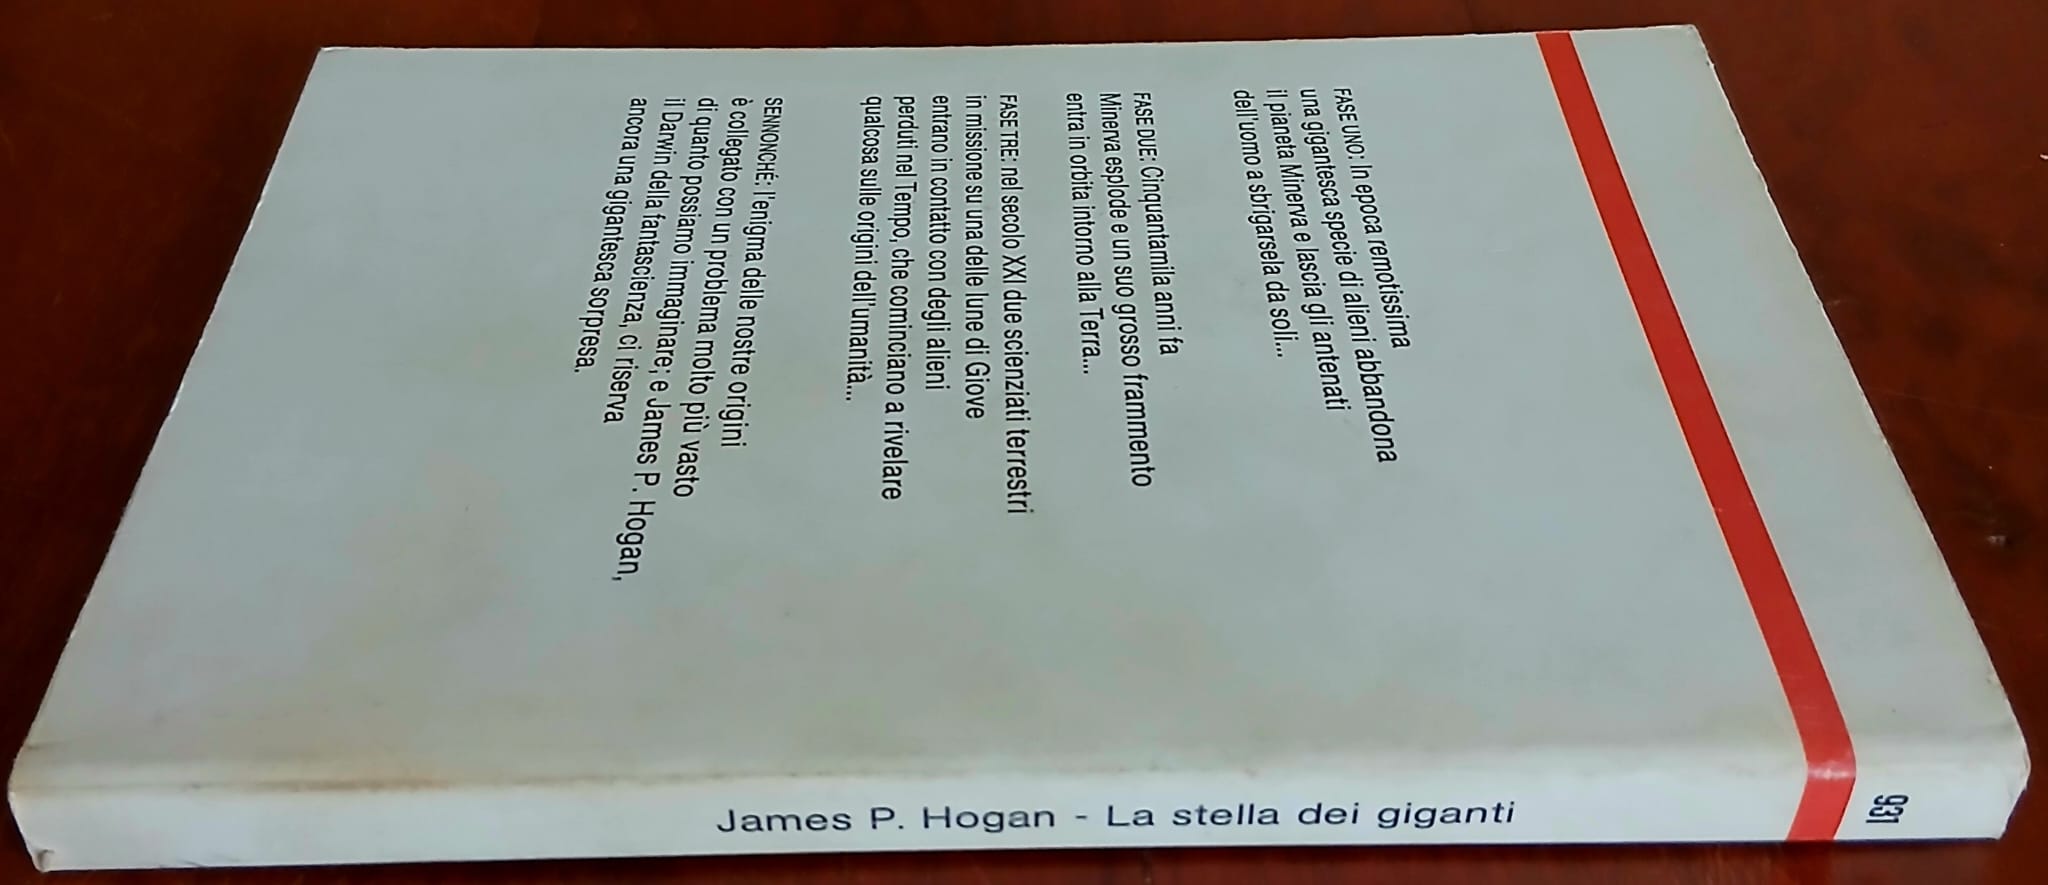 FASE UNO: In epoca remotissima
una gigantesca specie di alieni abbandona
il pianeta Minerva e lascia gli antenati
dell'uomo a sbrigarsela da soli...
FASE DUE: Cinquantamila anni fa
Minerva esplode e un suo grosso frammento
entra in orbita intorno alla Terra...
FASE TRE: nel secolo XXI due scienziati terrestri
in missione su una delle lune di Giove
entrano in contatto con degli alieni
perduti nel Tempo, che cominciano a rivelare
qualcosa sulle origini dell'umanità...
SENNONCHÉ: l'enigma delle nostre origini
è collegato con un problema molto più vasto
di quanto possiamo immaginare; e James P. Hogan,
il Darwin della fantascienza, ci riserva
ancora una gigantesca sorpresa.
James P. Hogan - La stella dei giganti
931